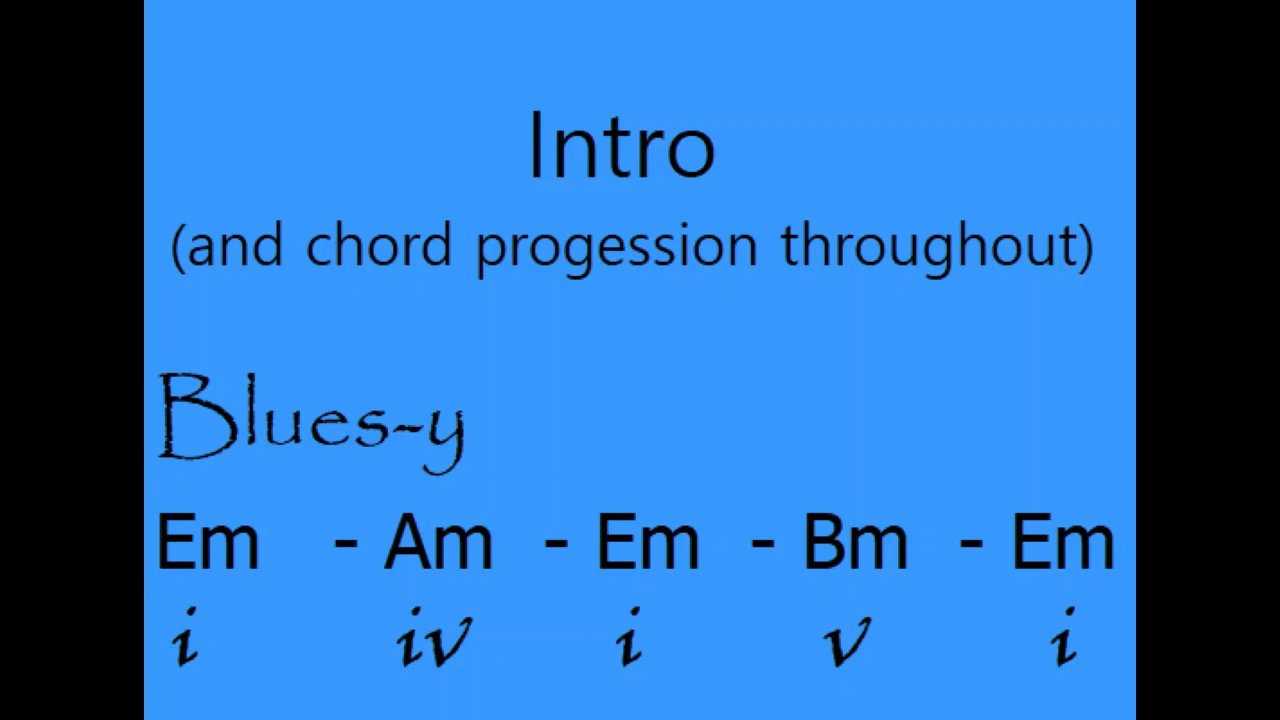 Intro
(and chord progession throughout)
Blues-y
Em - Am - Em - Bm - Em
i iv i v i